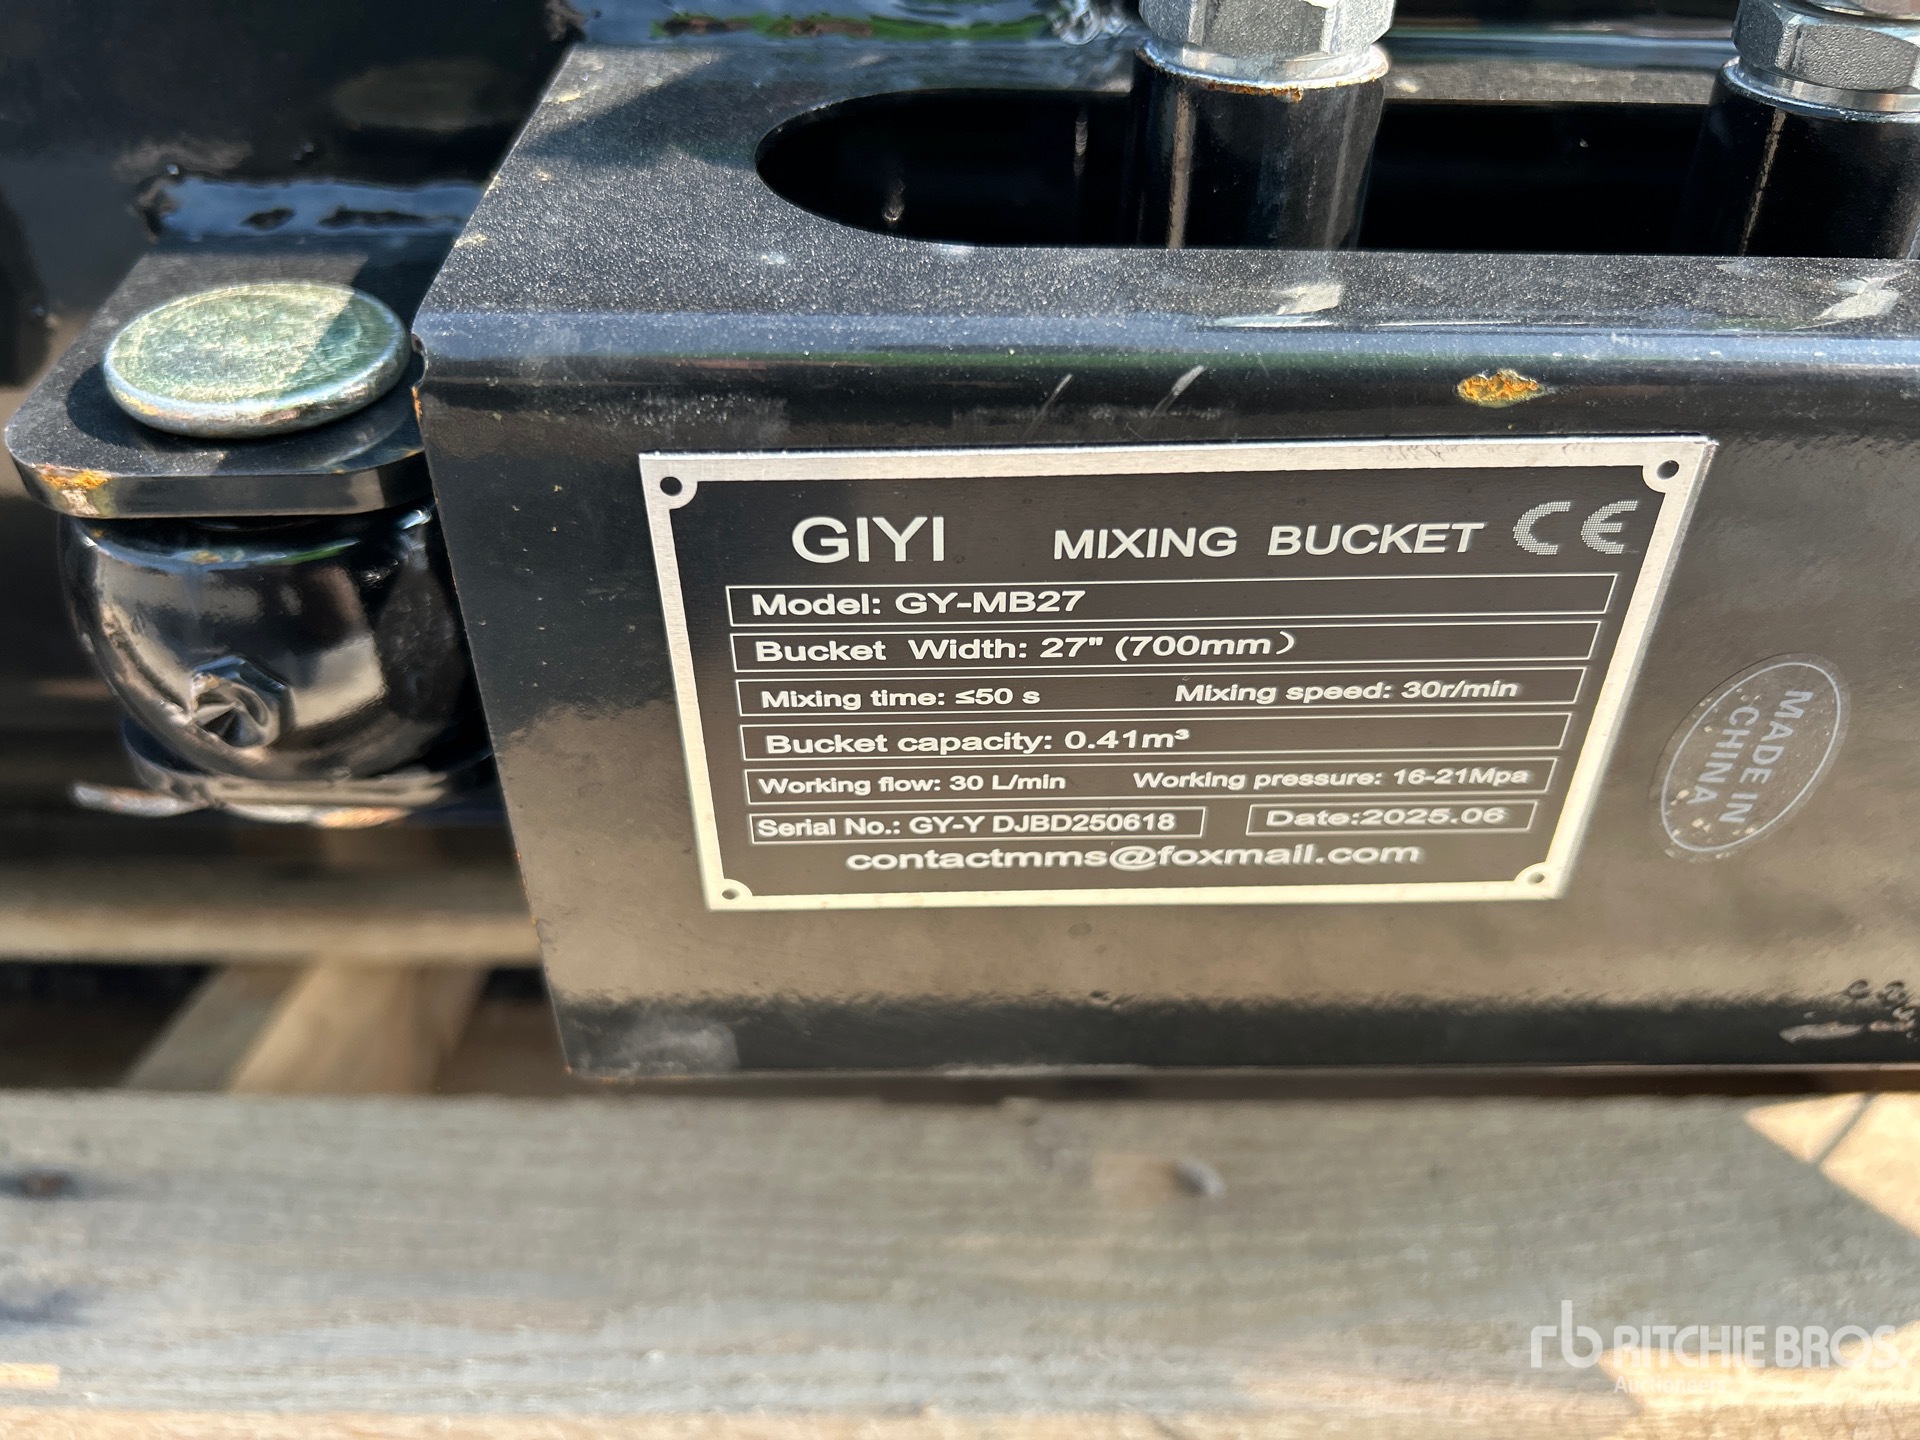 GIYI MIXING BUCKET CE
Model: GY-MB27
Bucket Width: 27" (700mm）
Mixing time: ≤50 s Mixing speed: 30r/min
Bucket capacity: 0.41m³
Working flow: 30 L/min Working pressure: 16-21Mpa
Serial No.: GY-Y DJBD250618 Date:2025.06
contactmms@foxmail.com
MADE IN
CHINA
rb RITCHIE BROS.
Auctioneers